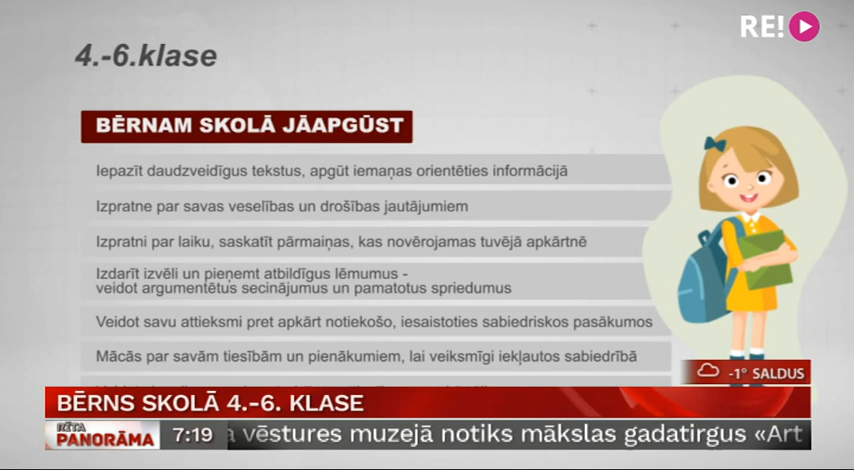 RE!
4.-6.klase
BĒRNAM SKOLĀ JĀAPGŪST
Iepazīt daudzveidīgus tekstus, apgūt iemaņas orientēties informācijā
Izpratne par savas veselības un drošības jautājumiem
Izpratni par laiku, saskatīt pārmaiņas, kas novērojamas tuvējā apkārtnē
Izdarīt izvēli un pieņemt atbildīgus lēmumus -
veidot argumentētus secinājumus un pamatotus spriedumus
Veidot savu attieksmi pret apkārt notiekošo, iesaistoties sabiedriskos pasākumos
Mācās par savām tiesībām un pienākumiem, lai veiksmīgi iekļautos sabiedrībā
-1° SALDUS
BĒRNS SKOLĀ 4.-6. KLASE
RĪTA
PANORĀMA
7:19 a vēstures muzejā notiks mākslas gadatirgus «Art